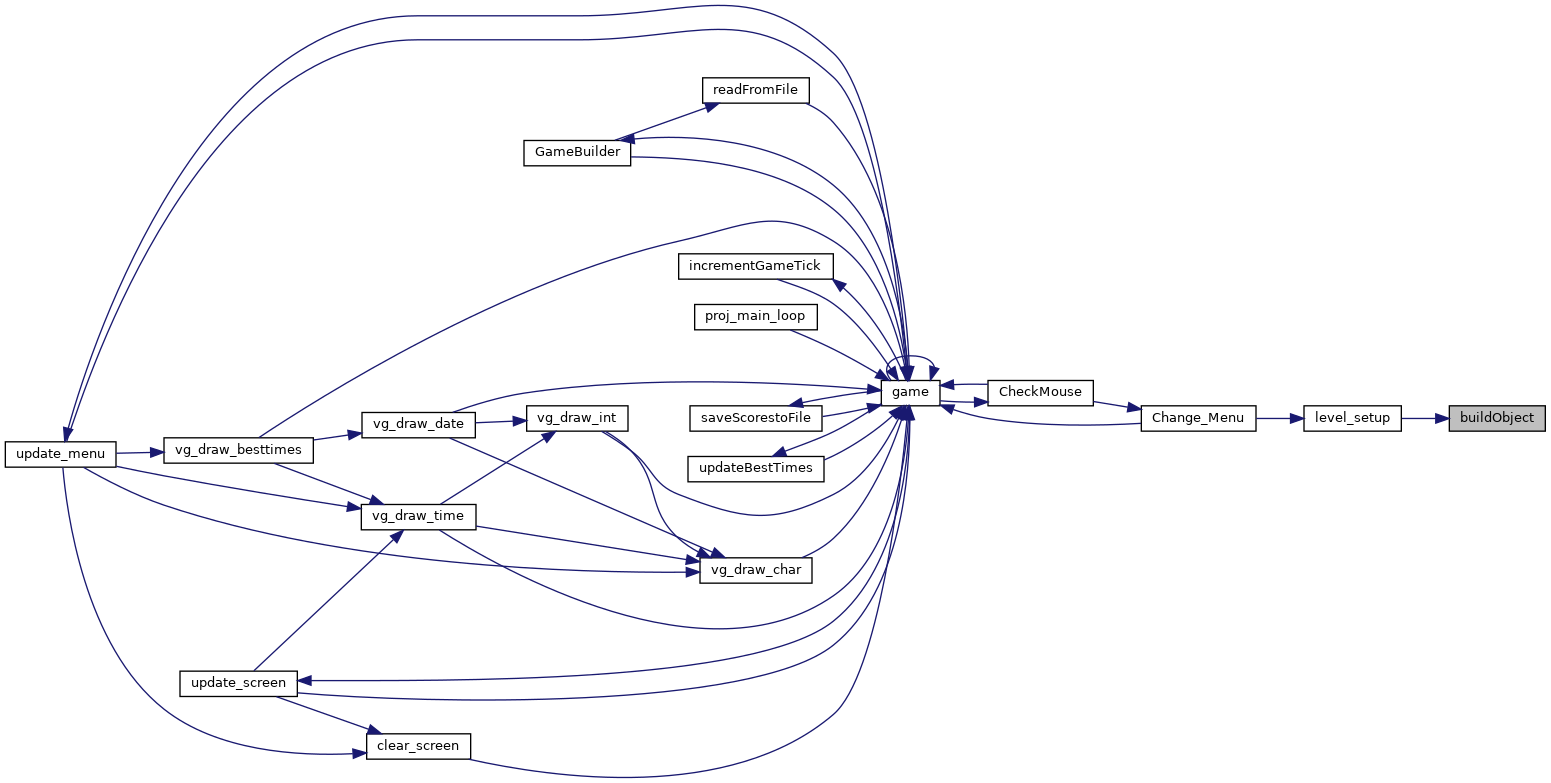 readFromFile
GameBuilder
incrementGameTick
proj_main_loop
game
CheckMouse
saveScorestoFile
vg_draw_int
vg_draw_date
Change_Menu
level_setup
buildObject
vg_draw_besttimes
update_menu
updateBestTimes
vg_draw_time
vg_draw_char
update_screen
clear_screen